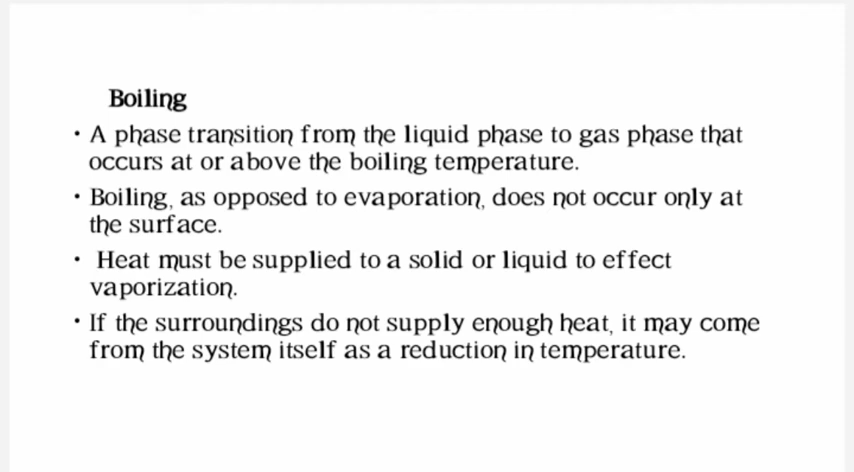 Boiling
• A phase transition from the liquid phase to gas phase that
occurs at or above the boiling temperature.
• Boiling, as opposed to evaporation, does not occur only at
the surface.
• Heat must be supplied to a solid or liquid to effect
vaporization.
• If the surroundings do not supply enough heat, it may come
from the system itself as a reduction in temperature.